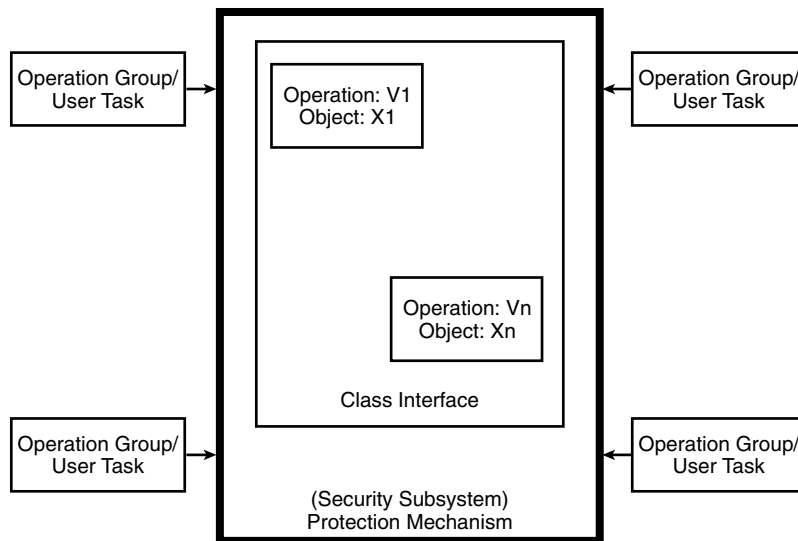 Operation Group/
User Task
Operation: V1
Object: X1
Operation Group/
User Task
Operation: Vn
Object: Xn
Class Interface
Operation Group/
User Task
Operation Group/
User Task
(Security Subsystem)
Protection Mechanism